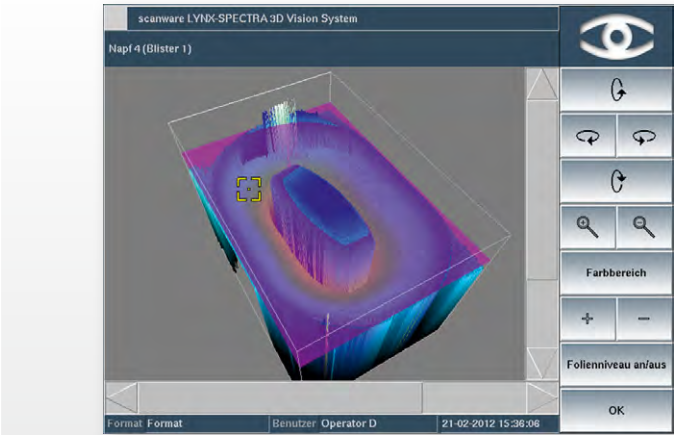 scanware LYNX-SPECTRA 3D Vision System
Napf 4 (Blister 1)
Farbbereich
Folienniveau an/aus
OK
Format Format
Benutzer Operator D
21-02-2012 15:36:06